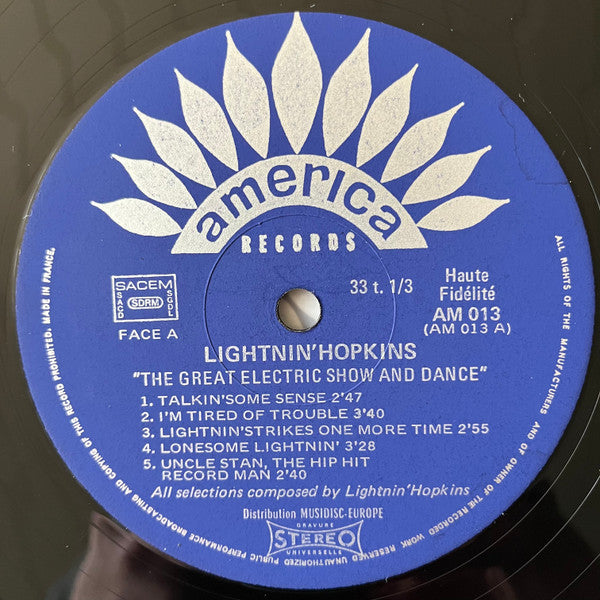 america
RECORDS
SACEM
SACD
SDRM
SGDL
FACE A
33 t. 1/3
Haute
Fidélité
AM 013
(AM 013 A)
LIGHTNIN'HOPKINS
"THE GREAT ELECTRIC SHOW AND DANCE"
1. TALKIN'SOME SENSE 2'47
2. I'M TIRED OF TROUBLE 3'40
3. LIGHTNIN'STRIKES ONE MORE TIME 2'55
4. LONESOME LIGHTNIN' 3'28
5. UNCLE STAN, THE HIP HIT
RECORD MAN 2'40
All selections composed by Lightnin'Hopkins
Distribution MUSIDISC-EUROPE
GRAVURE
STEREO
UNIVERSELLE
ALL RIGHTS OF THE MANUFACTURERS AND OF OWNER OF THE RECORDED WORK RESERVED UNAUTHORIZED PUBLIC PERFORMANCE BROADCASTING AND COPYING OF THIS RECORD PROHIBITED. MADE IN FRANCE.